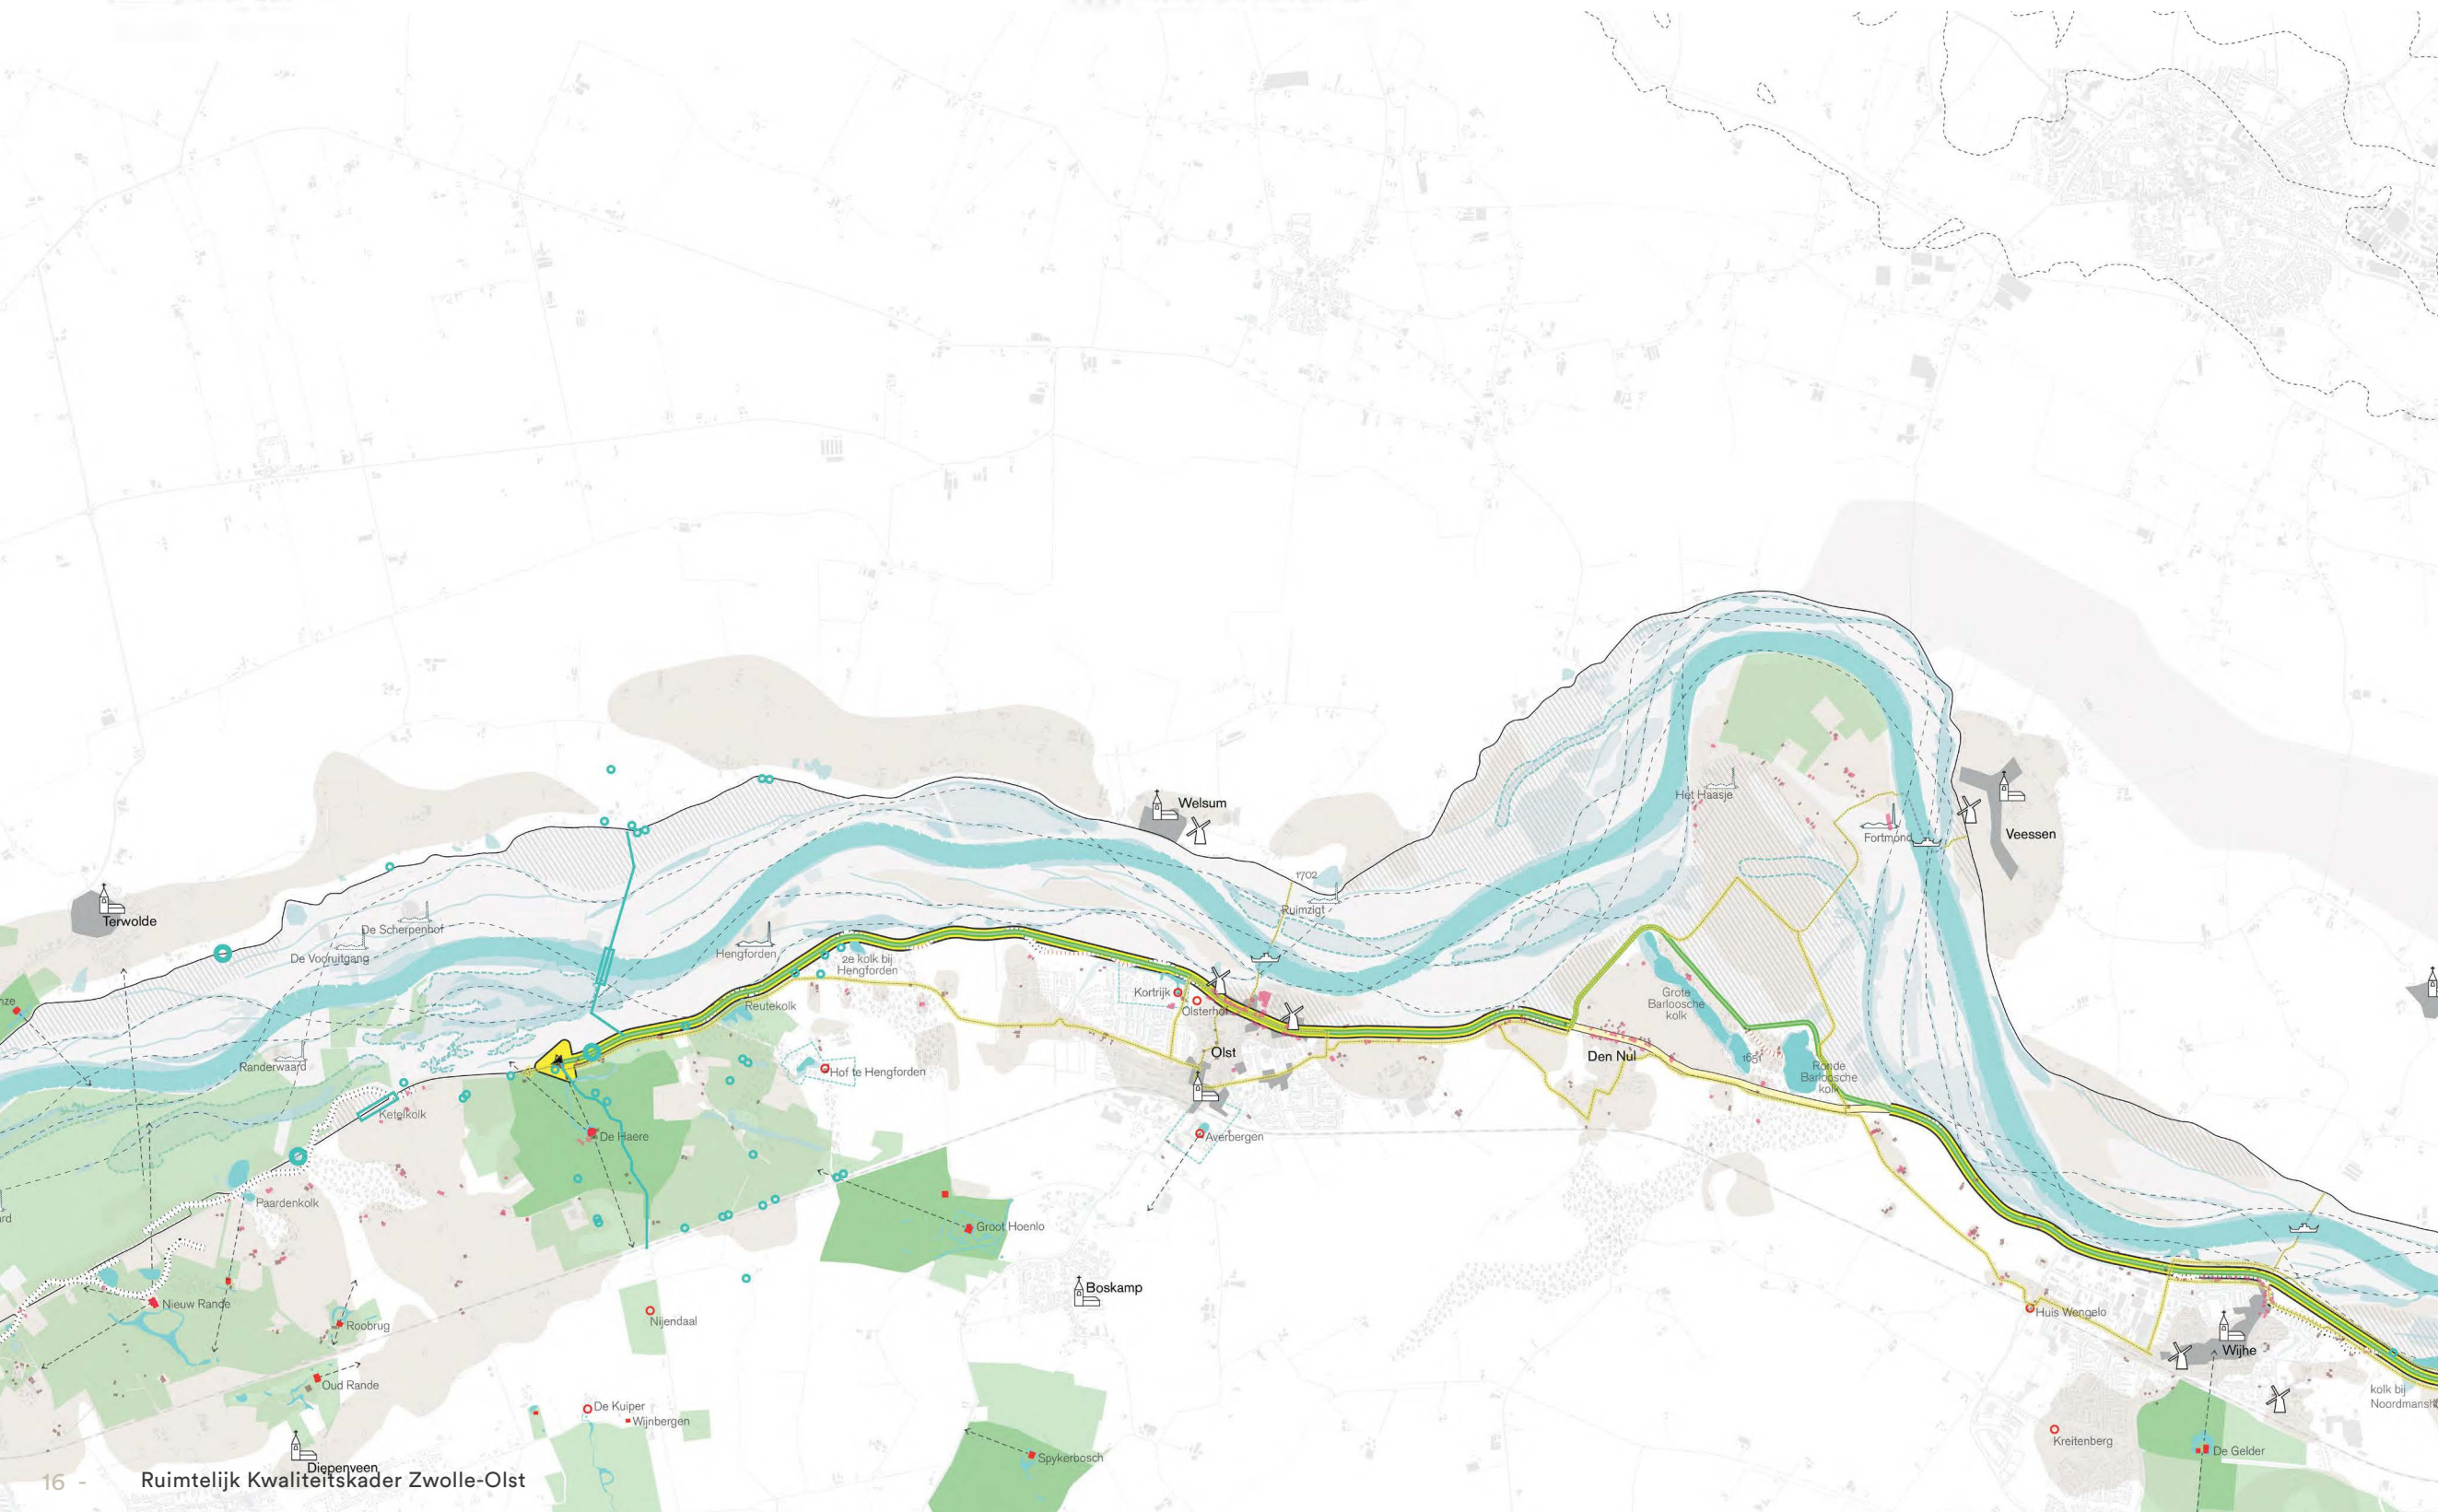 Welsum
Het Haasje
Fortmond
Veessen
1702
Ruimzigt
Terwolde
De Scherpenhof
De Vooruitgang
Hengforden
2e kolk bij
Hengforden
Kortrijk
Olsterhof
Grote
Barloosche
kolk
nze
Reutekolk
Olst
Den Nul
1651
Ronde
Barloosche
kolk
Randerwaard
Hof te Hengforden
Ketelkolk
De Haere
Averbergen
Paardenkolk
rd
Groot Hoenlo
Boskamp
Nieuw Rande
Roobrug
Nijendaal
Huis Wengelo
Wijhe
Oud Rande
kolk bij
De Kuiper
Wijnbergen
Kreitenberg
De Gelder
Spykerbosch
Diepenveen
16 - Ruimtelijk Kwaliteitskader Zwolle-Olst